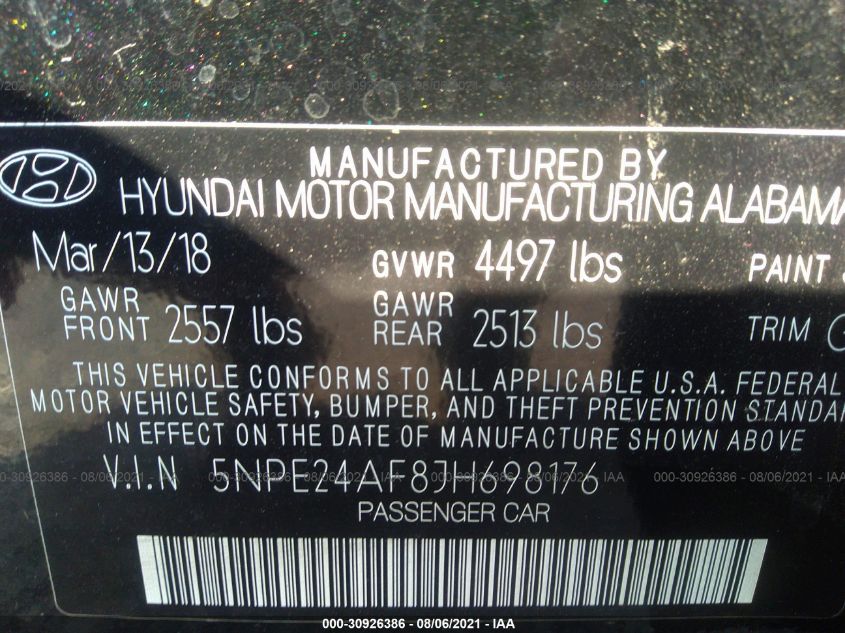 MANUFACTURED BY
HYUNDAI MOTOR MANUFACTURING ALABAMA
Mar/13/18 GVWR 4497 lbs PAINT
GAWR FRONT 2557 lbs GAWR REAR 2513 lbs TRIM
THIS VEHICLE CONFORMS TO ALL APPLICABLE U.S.A. FEDERAL
MOTOR VEHICLE SAFETY, BUMPER, AND THEFT PREVENTION STANDAR
IN EFFECT ON THE DATE OF MANUFACTURE SHOWN ABOVE
V.I.N 5NPE24AF8JH698176
PASSENGER CAR
000-30926386 - 08/06/2021 - IAA